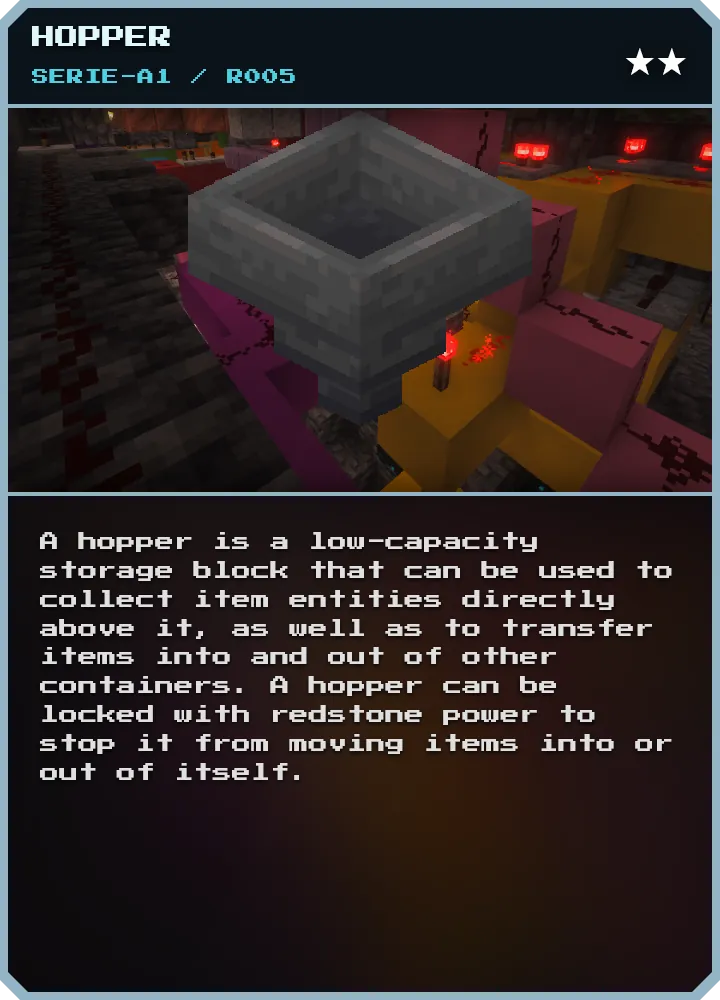 HOPPER
SERIE-A1 / R005
A hopper is a low-capacity
storage block that can be used to
collect item entities directly
above it, as well as to transfer
items into and out of other
containers. A hopper can be
locked with redstone power to
stop it from moving items into or
out of itself.